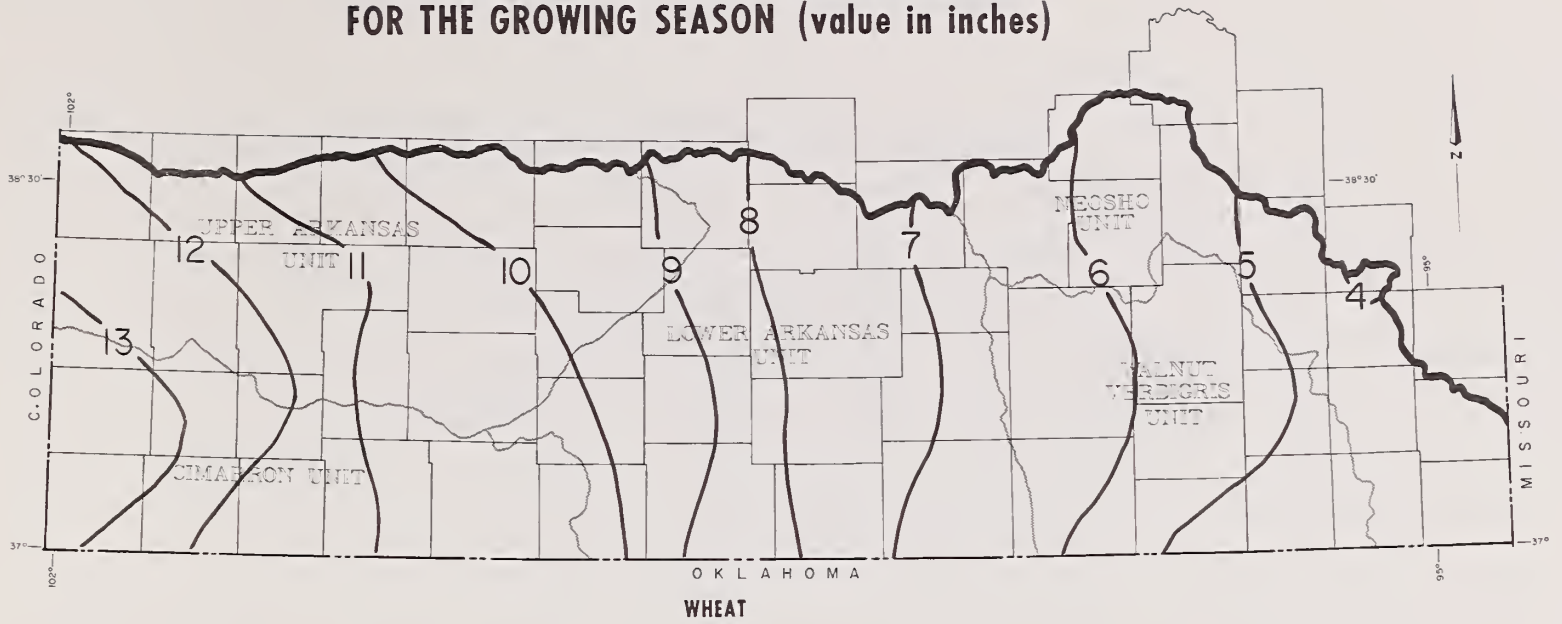 FOR THE GROWING SEASON (value in inches)
102°
38°30'
38°30'
N
UPPER ARKANSAS
UNIT
NEOSHO
UNIT
8
7
12
11
10
9
6
5
4
95°
13
LOWER ARKANSAS
UNIT
WALNUT
VERDIGRIS
UNIT
COLORADO
MISSOURI
CIMARRON UNIT
37°
37°
102°
95°
OKLAHOMA
WHEAT